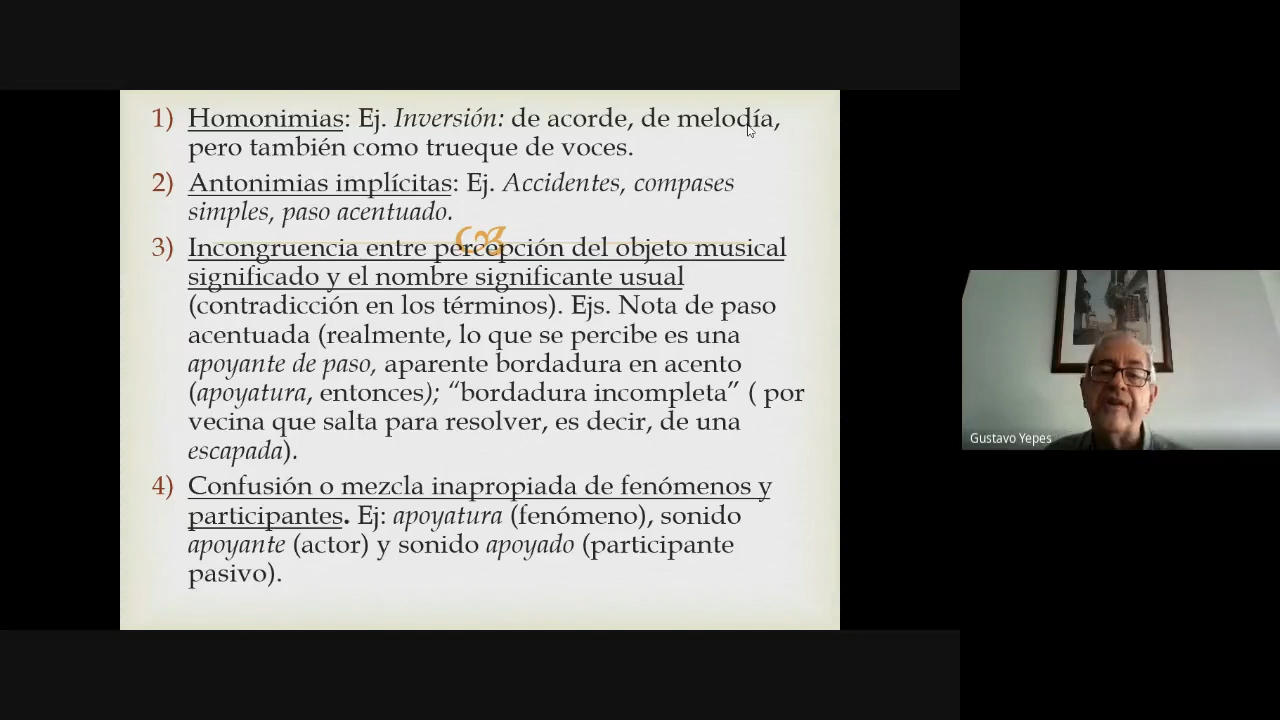 1) Homonimias: Ej. Inversión: de acorde, de melodía,
pero también como trueque de voces.
2) Antonimias implícitas: Ej. Accidentes, compases
simples, paso acentuado.
3) Incongruencia entre percepción del objeto musical
significado y el nombre significante usual
(contradicción en los términos). Ejs. Nota de paso
acentuada (realmente, lo que se percibe es una
apoyante de paso, aparente bordadura en acento
(apoyatura, entonces); “bordadura incompleta” ( por
vecina que salta para resolver, es decir, de una
escapada).
4) Confusión o mezcla inapropiada de fenómenos y
participantes. Ej: apoyatura (fenómeno), sonido
apoyante (actor) y sonido apoyado (participante
pasivo).
Gustavo Yepes